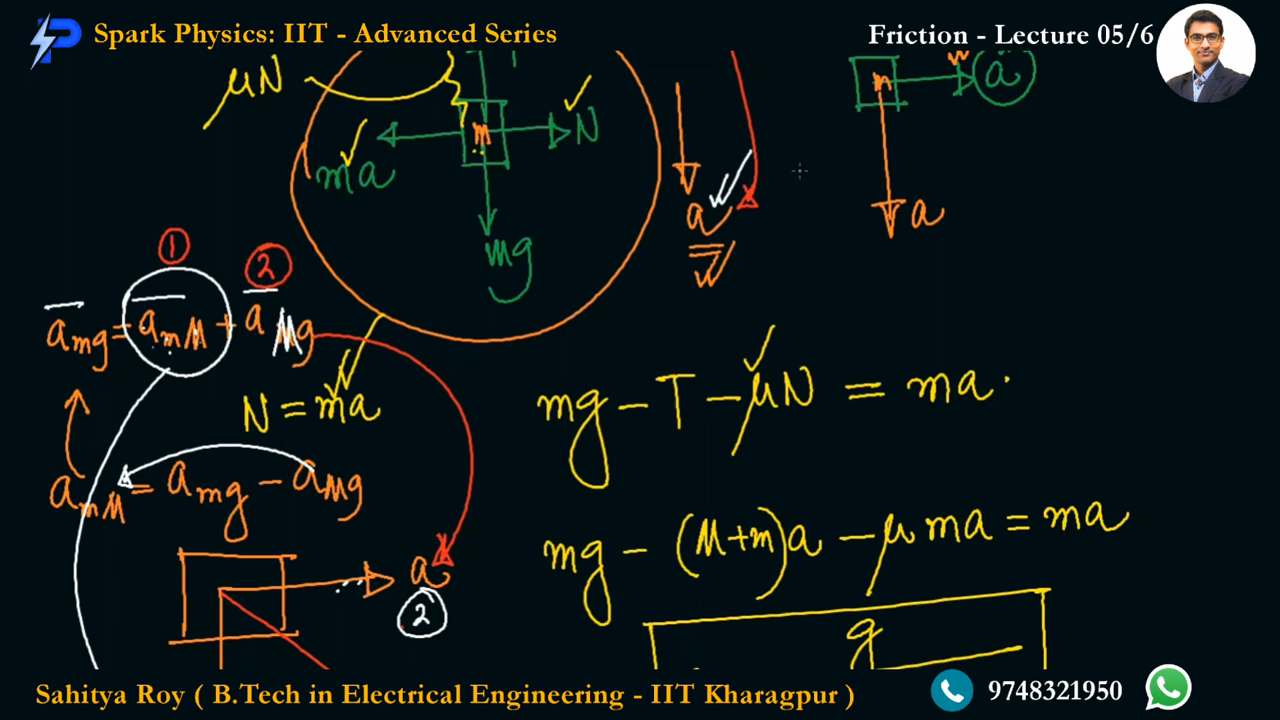 Spark Physics: IIT - Advanced Series
Friction - Lecture 05/6
μN
m
N
ma
mg
a
m
a
a
①
②
a_mg = a_mM + a_Mg
N = ma
mg - T - μN = ma
a_mM = a_mg - a_Mg
mg - (M+m)a - μma = ma
a
②
g
Sahitya Roy ( B.Tech in Electrical Engineering - IIT Kharagpur )
9748321950